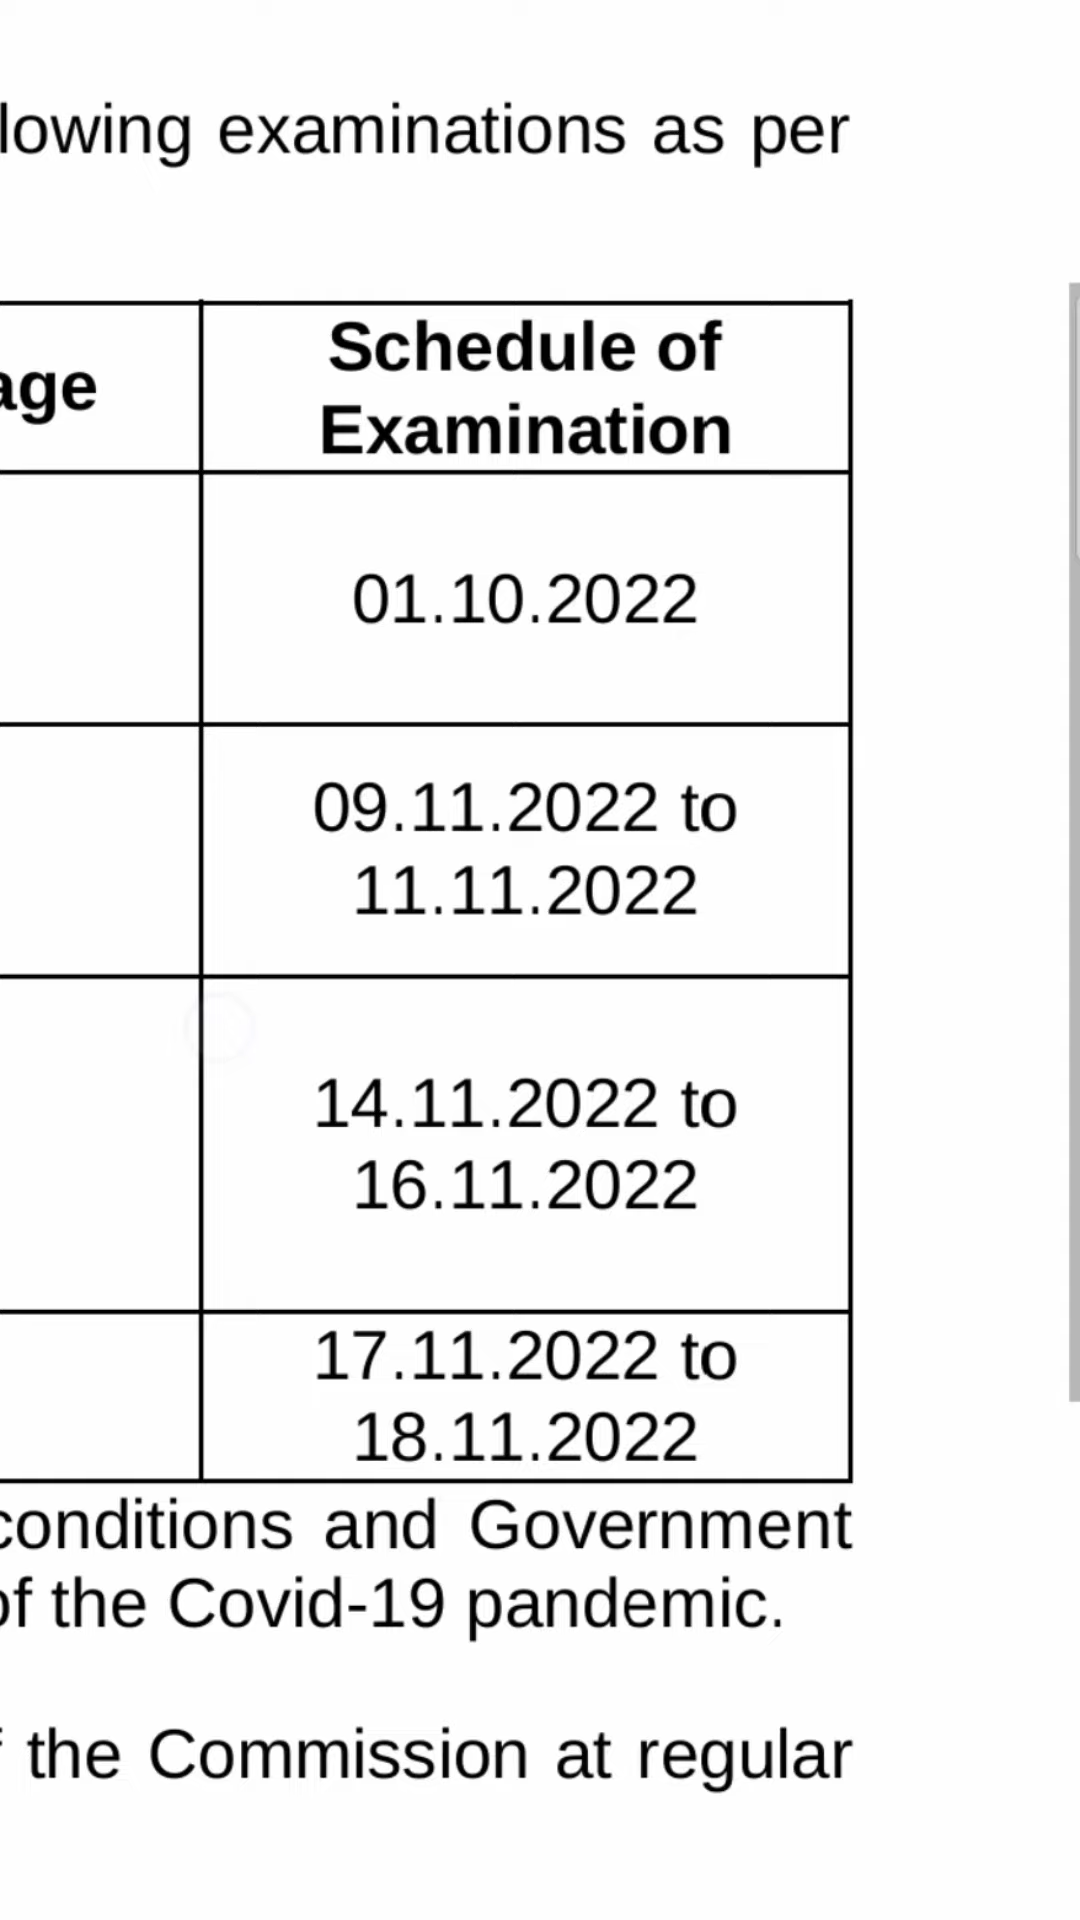 lowing examinations as per
age
Schedule of
Examination
01.10.2022
09.11.2022 to
11.11.2022
14.11.2022 to
16.11.2022
17.11.2022 to
18.11.2022
conditions and Government
of the Covid-19 pandemic.
f the Commission at regular